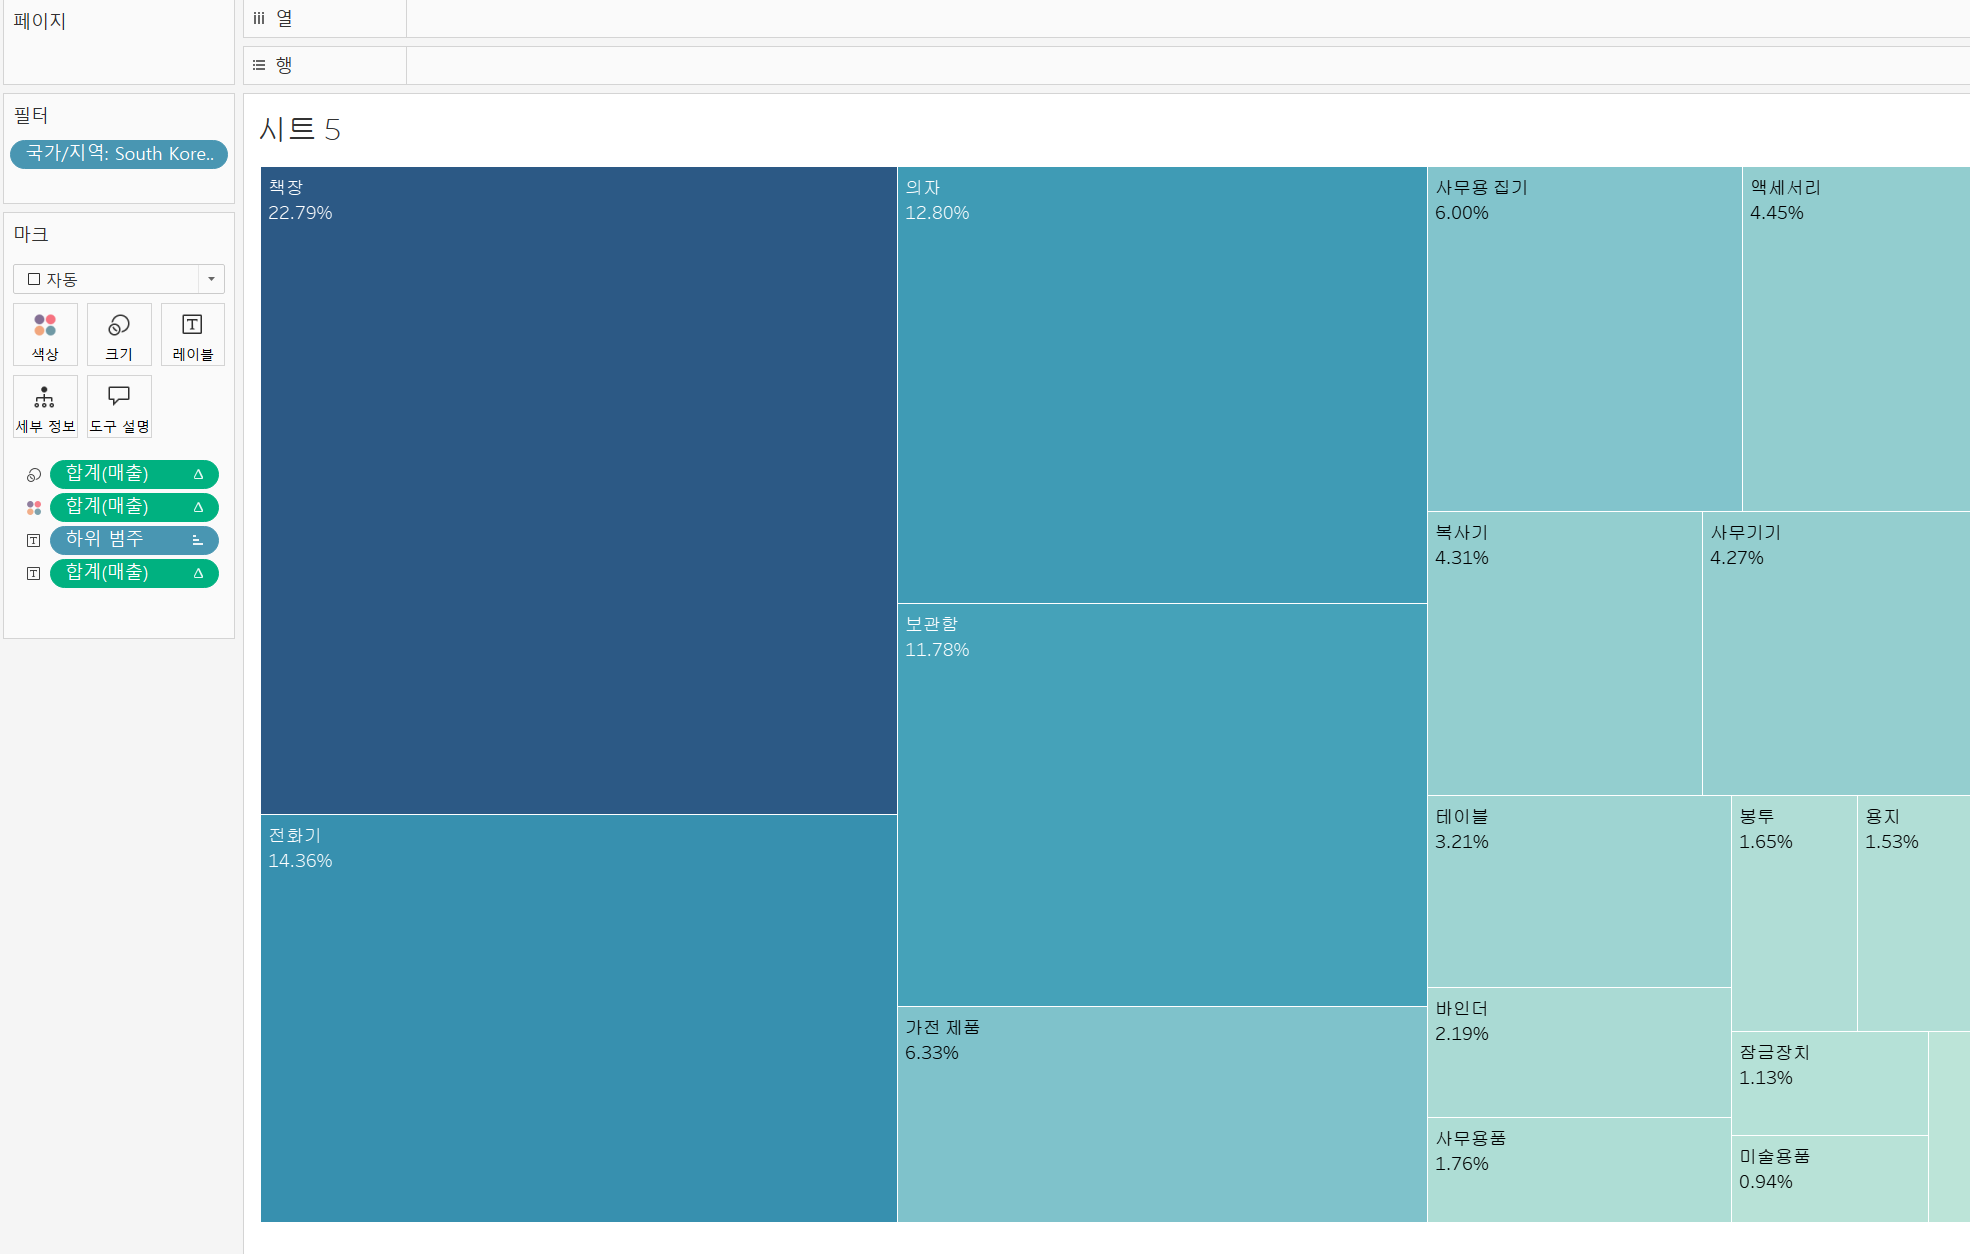 페이지
열
행
필터
국가/지역: South Kore..
마크
자동
색상
크기
레이블
세부 정보
도구 설명
합계(매출)
합계(매출)
하위 범주
합계(매출)
시트 5
책장
22.79%
전화기
14.36%
의자
12.80%
보관함
11.78%
가전 제품
6.33%
사무용 집기
6.00%
액세서리
4.45%
복사기
4.31%
사무기기
4.27%
테이블
3.21%
바인더
2.19%
사무용품
1.76%
봉투
1.65%
용지
1.53%
잠금장치
1.13%
미술용품
0.94%